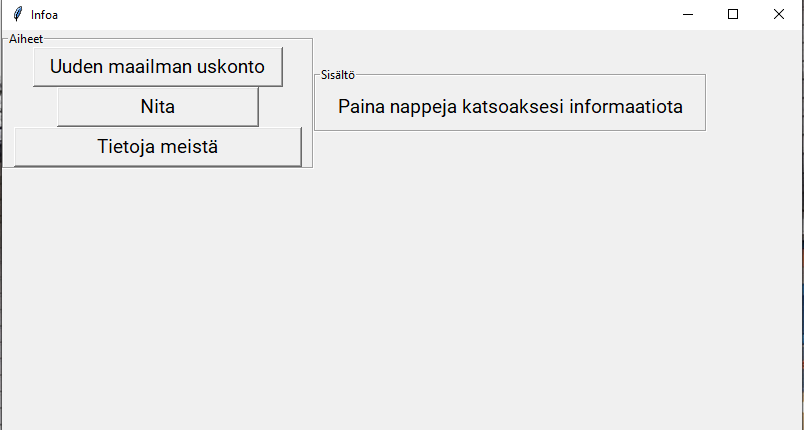 Infoa
Aiheet
Uuden maailman uskonto
Nita
Tietoja meistä
Sisältö
Paina nappeja katsoaksesi informaatiota